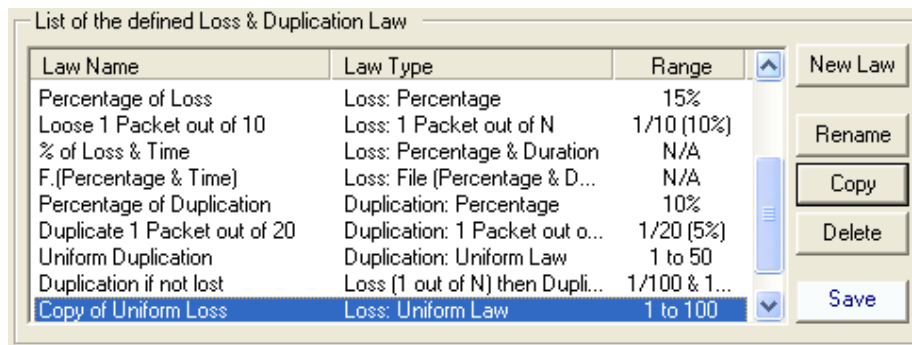 List of the defined Loss & Duplication Law
Law Name Law Type Range New Law
Percentage of Loss Loss: Percentage 15%
Loose 1 Packet out of 10 Loss: 1 Packet out of N 1/10 (10%)
% of Loss & Time Loss: Percentage & Duration N/A Rename
F.(Percentage & Time) Loss: File (Percentage & D... N/A Copy
Percentage of Duplication Duplication: Percentage 10%
Duplicate 1 Packet out of 20 Duplication: 1 Packet out o... 1/20 (5%) Delete
Uniform Duplication Duplication: Uniform Law 1 to 50
Duplication if not lost Loss (1 out of N) then Dupli... 1/100 & 1...
Copy of Uniform Loss Loss: Uniform Law 1 to 100 Save